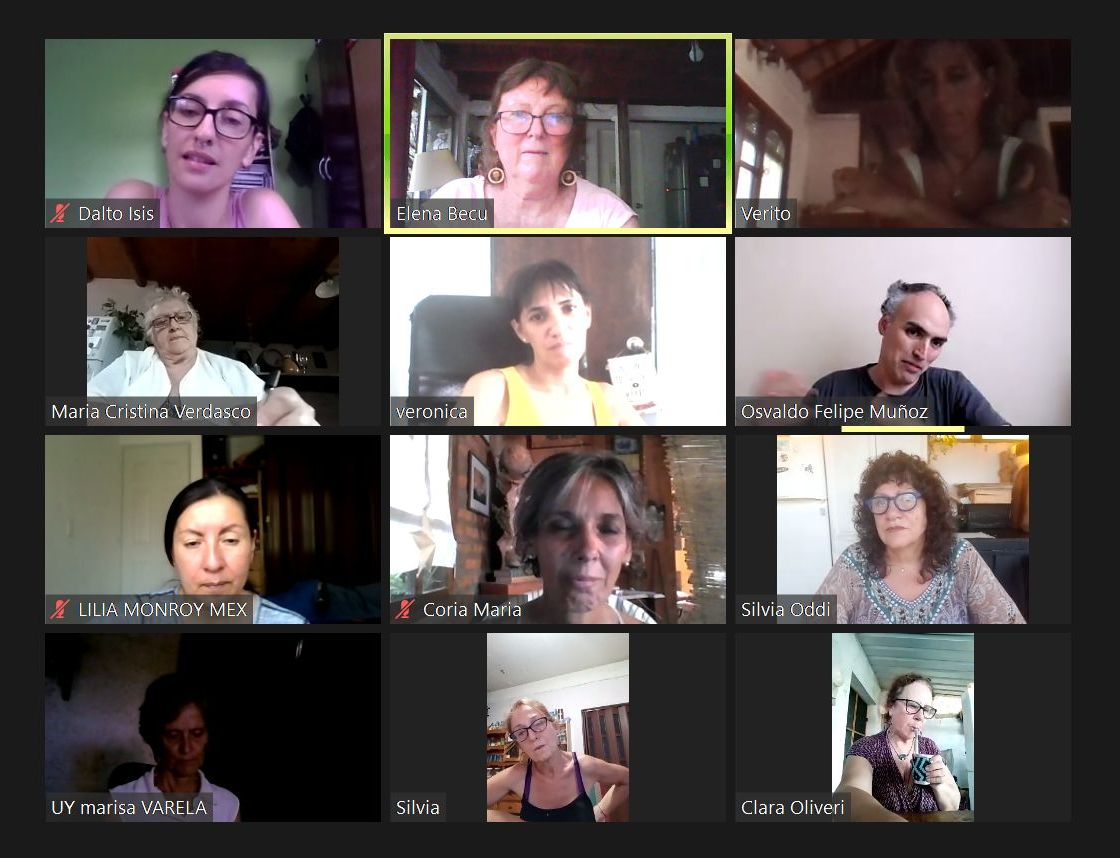 Dalto Isis
Elena Becu
Verito
Maria Cristina Verdasco
veronica
Osvaldo Felipe Muñoz
LILIA MONROY MEX
Coria Maria
Silvia Oddi
UY marisa VARELA
Silvia
Clara Oliveri